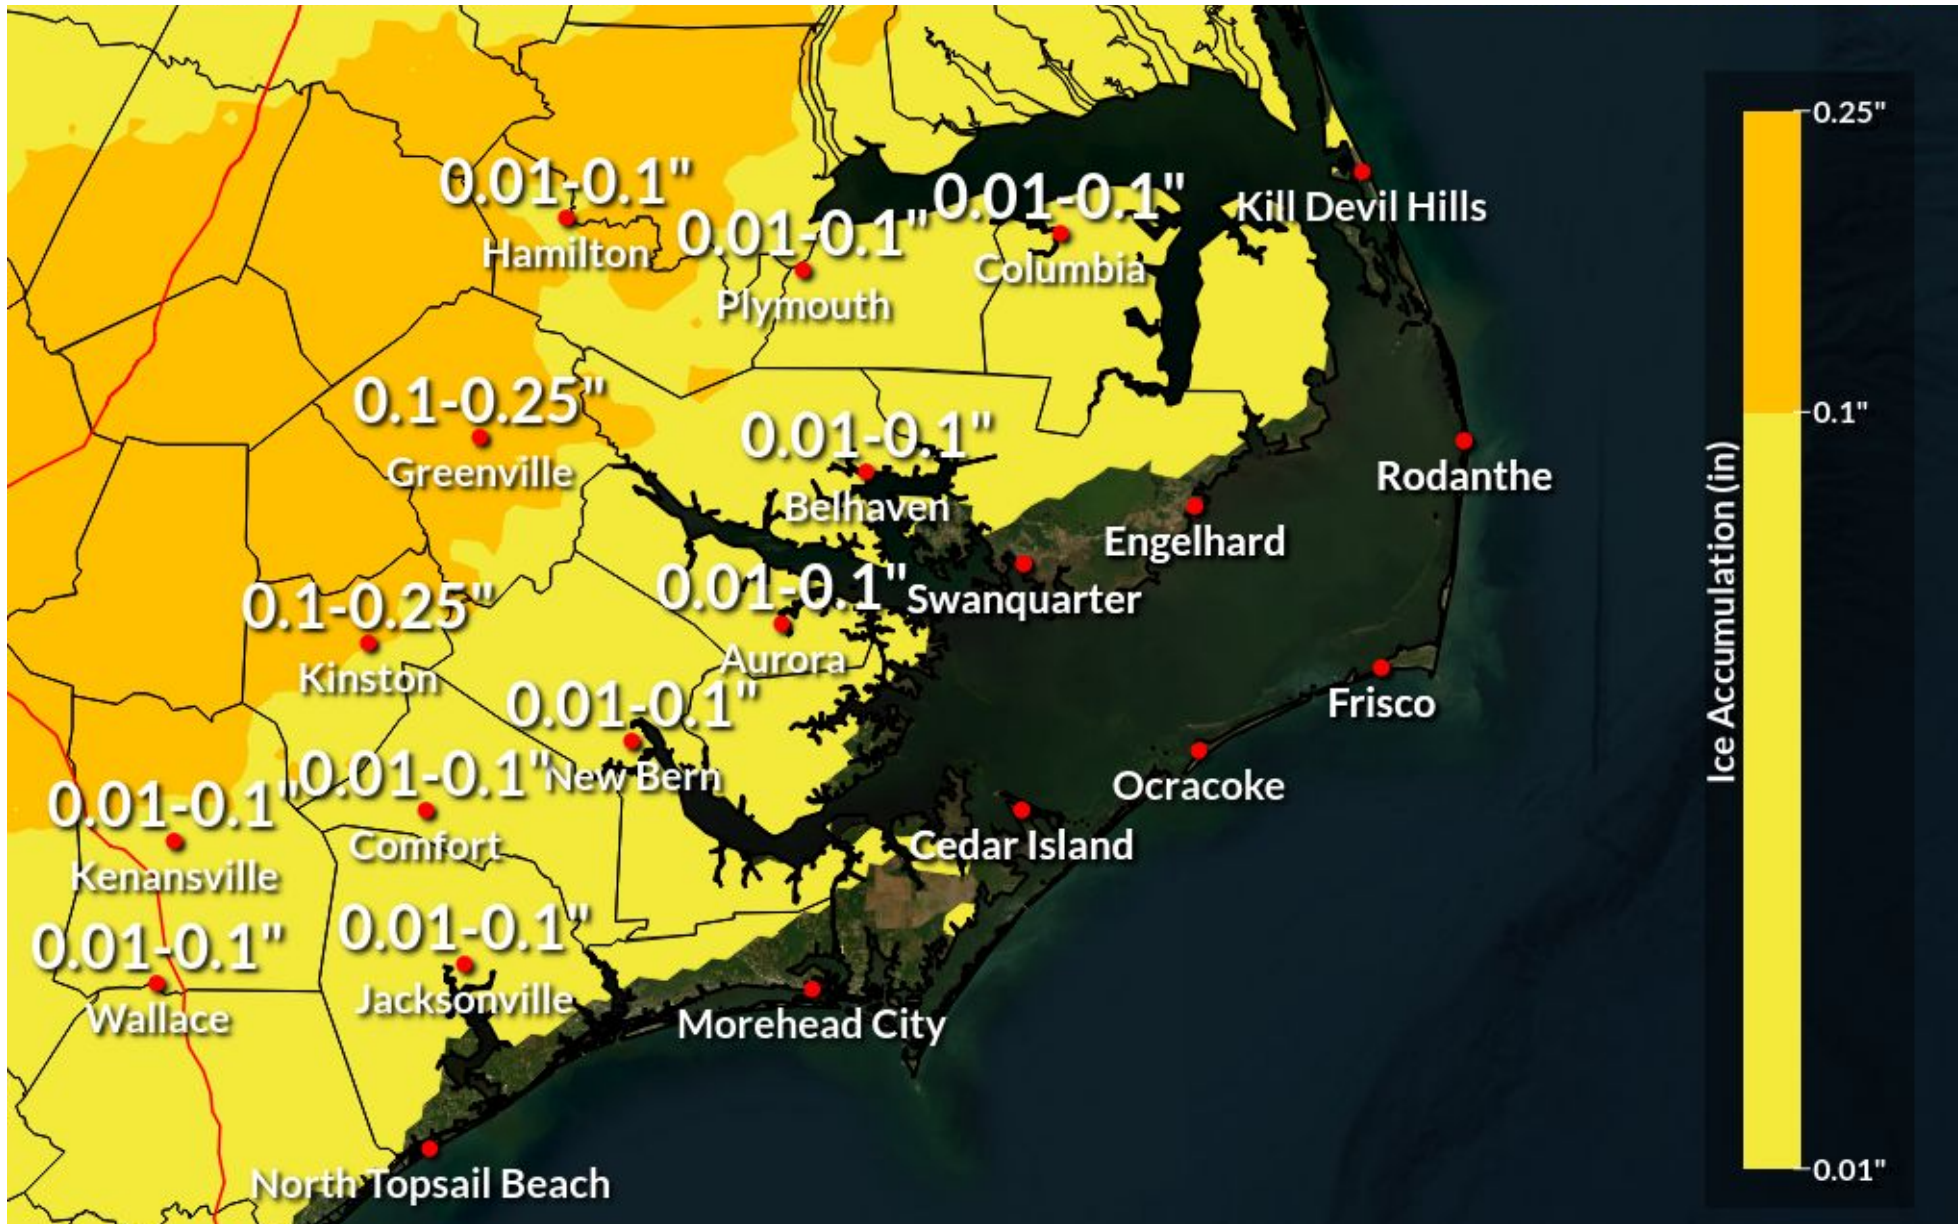 0.25"
0.01-0.1"
Hamilton
0.01-0.1"
Plymouth
0.01-0.1"
Columbia
Kill Devil Hills
0.1-0.25"
Greenville
0.01-0.1"
Belhaven
0.1"
Rodanthe
Engelhard
0.1-0.25"
Kinston
0.01-0.1"
Aurora
Swanquarter
Ice Accumulation (in)
0.01-0.1"
New Bern
Frisco
Ocracoke
0.01-0.1"
Kenansville
0.01-0.1"
Comfort
Cedar Island
0.01-0.1"
Wallace
0.01-0.1"
Jacksonville
Morehead City
North Topsail Beach
0.01"